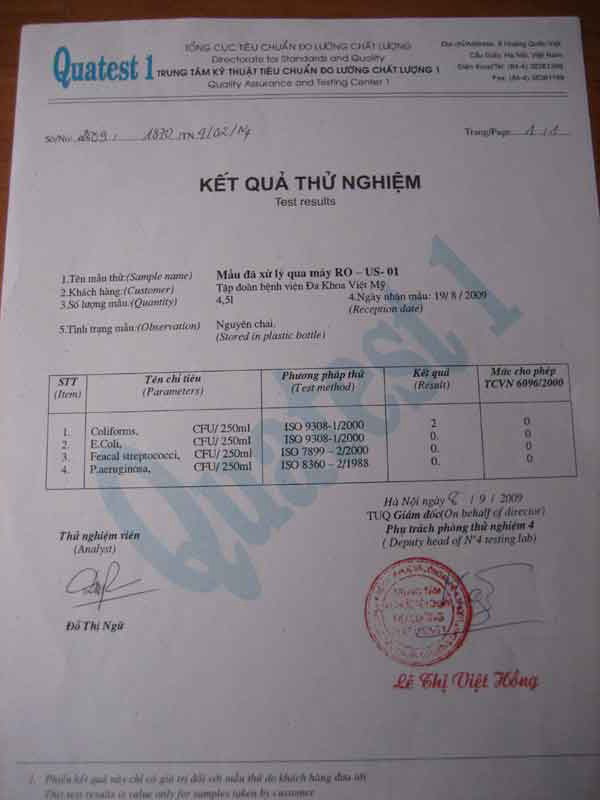 Quatest 1
TỔNG CỤC TIÊU CHUẨN ĐO LƯỜNG CHẤT LƯỢNG
Directorate for Standards and Quality
TRUNG TÂM KỸ THUẬT TIÊU CHUẨN ĐO LƯỜNG CHẤT LƯỢNG 1
Quality Assurance and Testing Center 1
Địa chỉ/Address: 8 Hoàng Quốc Việt,
Cầu Giấy, Hà Nội, Việt Nam
Điện thoại/Tel: (84-4)
Fax: (84-4)
Số/No: 2809: 1870 /TN
Trang/Page: 1/1
KẾT QUẢ THỬ NGHIỆM
Test results
1.Tên mẫu thử:(Sample name) Mẫu đã xử lý qua máy RO – US- 01
2.Khách hàng:(Customer) Tập đoàn bệnh viện Đa Khoa Việt Mỹ
3.Số lượng mẫu:(Quantity) 4,5l 4.Ngày nhận mẫu: 19/ 8 / 2009
(Reception date)
5.Tình trạng mẫu:(Observation) Nguyên chai.
(Stored in plastic bottle)
STT Tên chỉ tiêu Phương pháp thử Kết quả Mức cho phép
(Item) (Parameters) (Test method) (Result) TCVN 6096/2000
1. Coliforms, CFU/ 250ml ISO 9308-1/2000 2 0
2. E.Coli, CFU/ 250ml ISO 9308-1/2000 0. 0
3. Feacal streptococci, CFU/ 250ml ISO 7899 – 2/2000 0. 0
4. P.aeruginosa, CFU/ 250ml ISO 8360 – 2/1988 0. 0
Quatest 1
Hà Nội ngày 8 / 9 / 2009
TUQ Giám đốc(On behalf of director)
Phụ trách phòng thử nghiệm 4
( Deputy head of N°4 testing lab)
Thử nghiệm viên
(Analyst)
Đỗ Thị Ngữ
TRUNG TÂM
Lê Thị Việt Hồng
1. Phiếu kết quả này chỉ có giá trị đối với mẫu thử do khách hàng đưa tới
This test results is value only for samples taken by customer